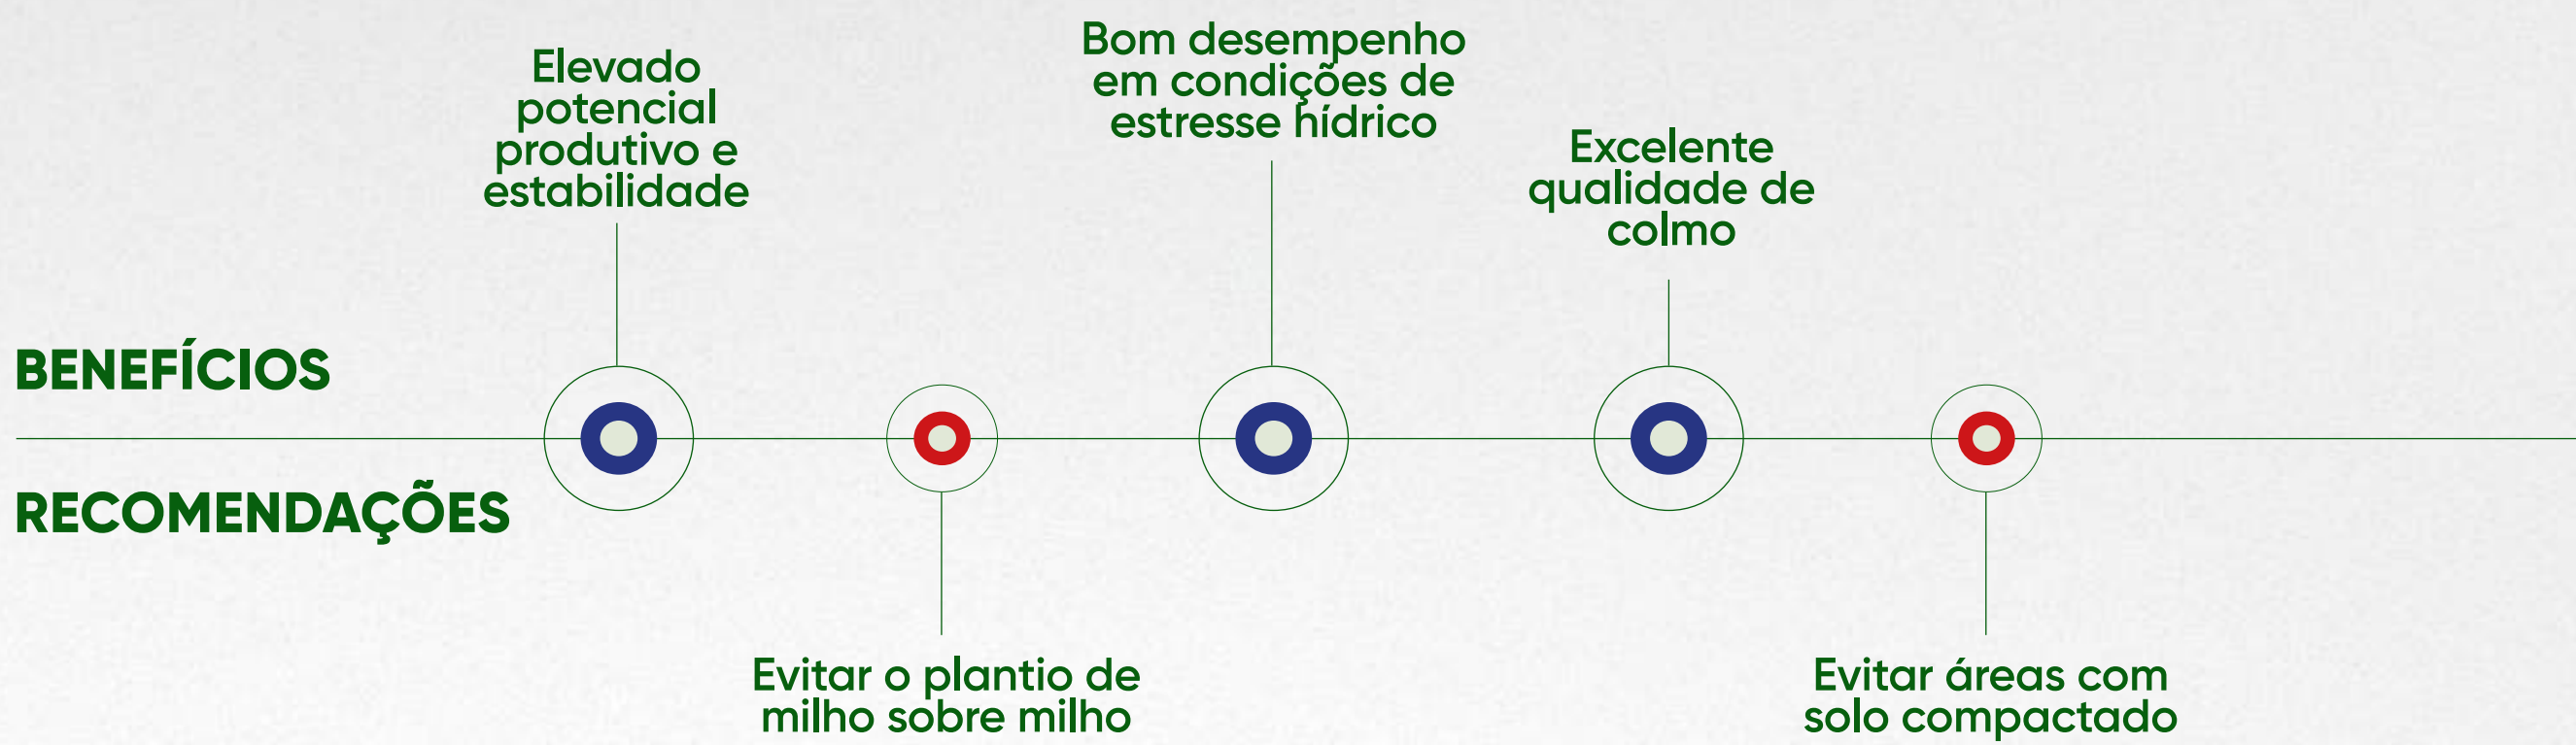 BENEFÍCIOS
Elevado
potencial
produtivo e
estabilidade
Bom desempenho
em condições de
estresse hídrico
Excelente
qualidade de
colmo
RECOMENDAÇÕES
Evitar o plantio de
milho sobre milho
Evitar áreas com
solo compactado